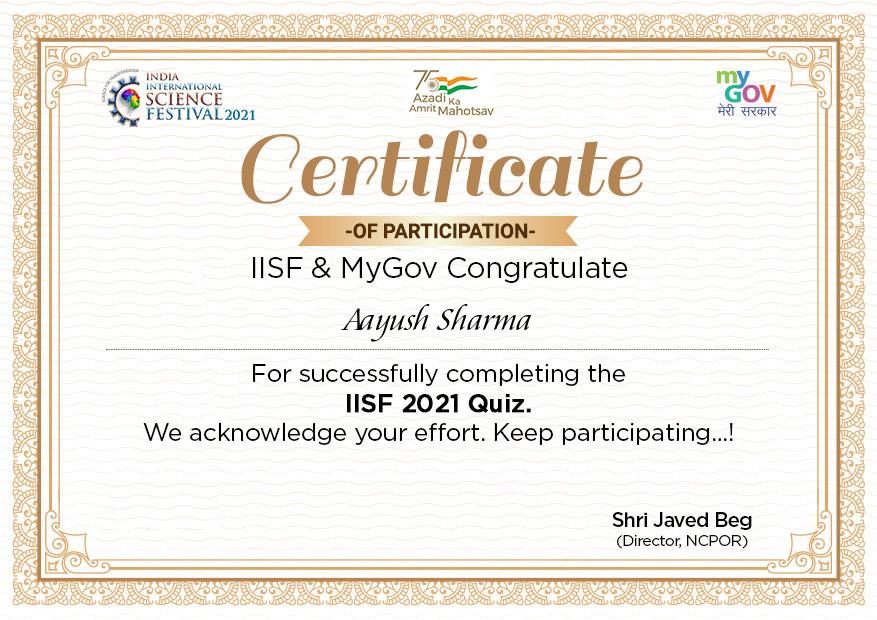 INDIA
INTERNATIONAL
SCIENCE
FESTIVAL 2021
75
Azadi Ka
Amrit Mahotsav
my
GOV
मेरी सरकार
Certificate
-OF PARTICIPATION-
IISF & MyGov Congratulate
Aayush Sharma
For successfully completing the
IISF 2021 Quiz.
We acknowledge your effort. Keep participating...!
Shri Javed Beg
(Director, NCPOR)